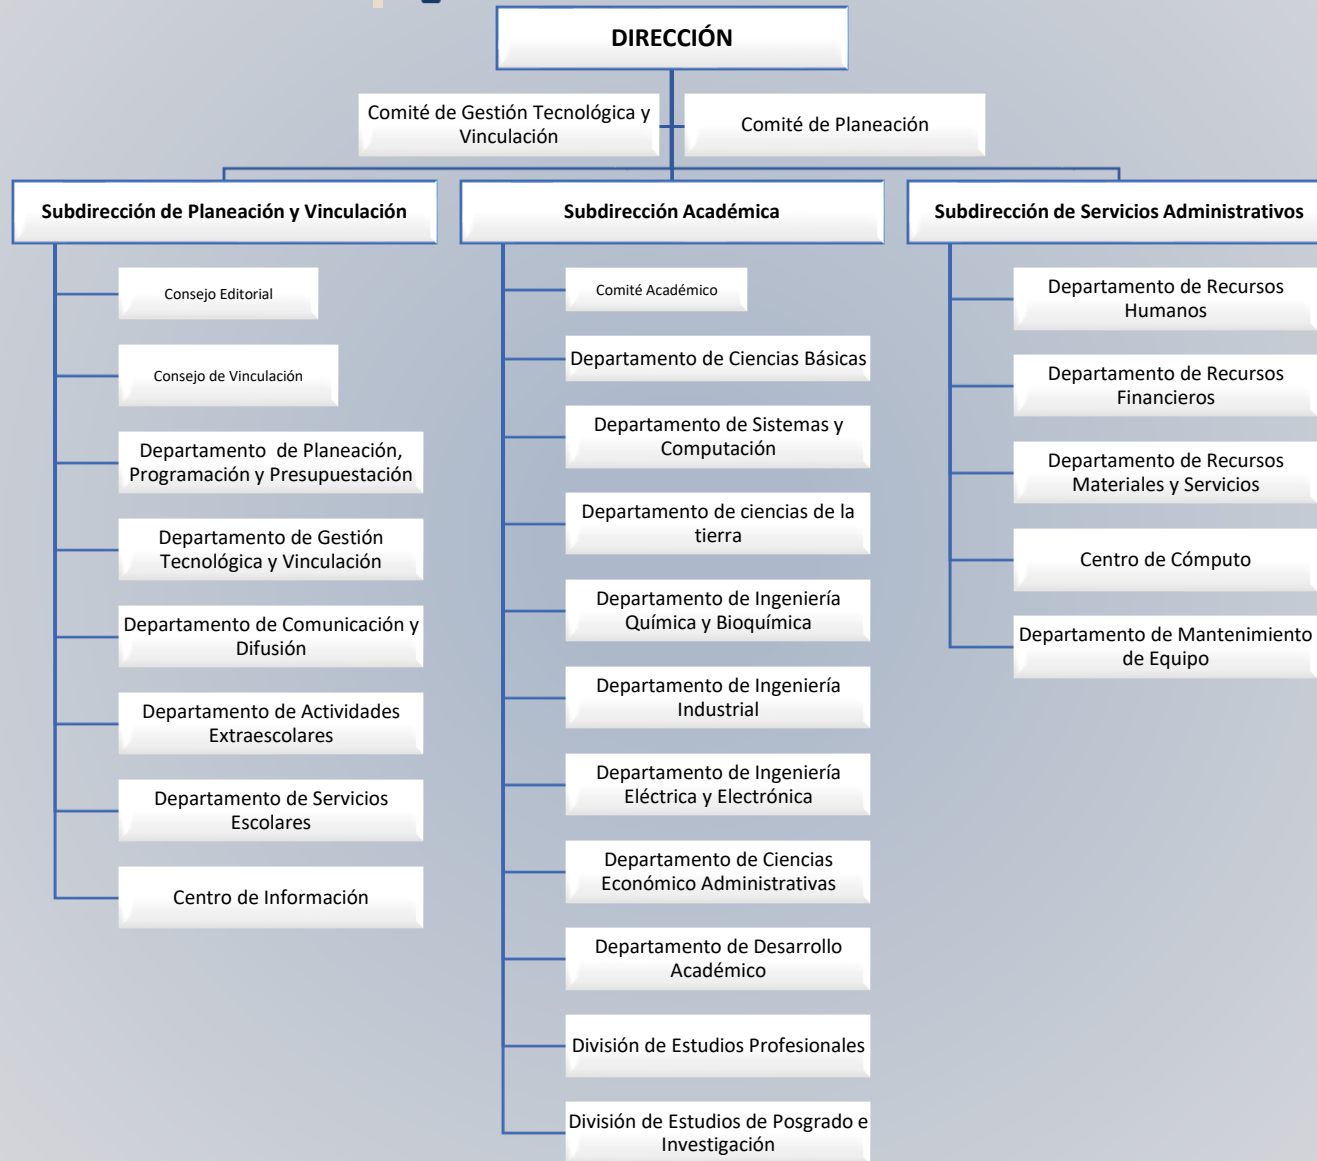 DIRECCIÓN
Comité de Gestión Tecnológica y
Vinculación
Comité de Planeación
Subdirección de Planeación y Vinculación
Consejo Editorial
Consejo de Vinculación
Departamento  de Planeación,
Programación y Presupuestación
Departamento de Gestión
Tecnológica y Vinculación
Departamento de Comunicación y
Difusión
Departamento de Actividades
Extraescolares
Departamento de Servicios
Escolares
Centro de Información
Subdirección Académica
Comité Académico
Departamento de Ciencias Básicas
Departamento de Sistemas y
Computación
Departamento de ciencias de la
tierra
Departamento de Ingeniería
Química y Bioquímica
Departamento de Ingeniería
Industrial
Departamento de Ingeniería
Eléctrica y Electrónica
Departamento de Ciencias
Económico Administrativas
Departamento de Desarrollo
Académico
División de Estudios Profesionales
División de Estudios de Posgrado e
Investigación
Subdirección de Servicios Administrativos
Departamento de Recursos
Humanos
Departamento de Recursos
Financieros
Departamento de Recursos
Materiales y Servicios
Centro de Cómputo
Departamento de Mantenimiento
de Equipo